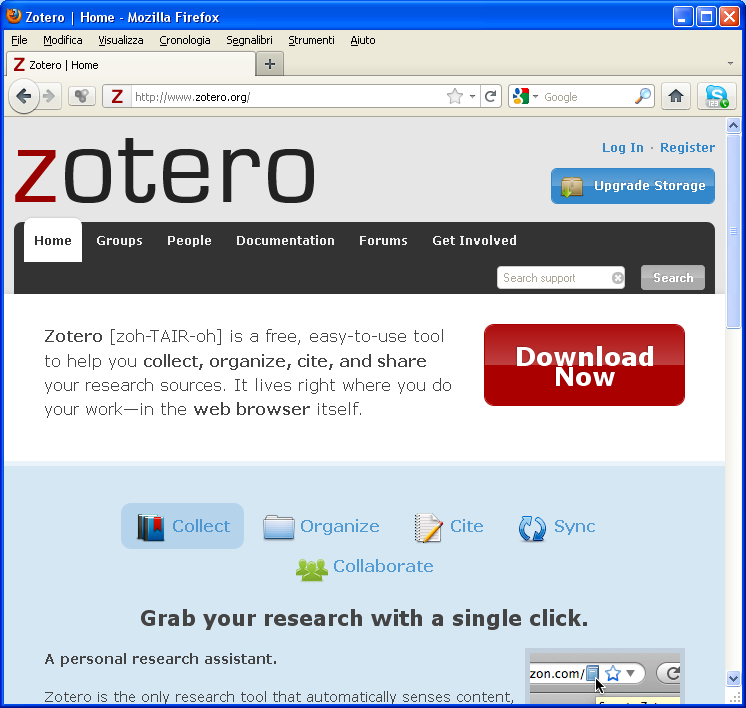 Zotero | Home - Mozilla Firefox
File Modifica Visualizza Cronologia Segnalibri Strumenti Aiuto
Z Zotero | Home
Z http://www.zotero.org/ Google
zotero
Log In · Register
Upgrade Storage
Home Groups People Documentation Forums Get Involved
Search support Search
Zotero [zoh-TAIR-oh] is a free, easy-to-use tool
to help you collect, organize, cite, and share
your research sources. It lives right where you do
your work—in the web browser itself.
Download
Now
Collect Organize Cite Sync
Collaborate
Grab your research with a single click.
A personal research assistant.
zon.com/
Zotero is the only research tool that automatically senses content,